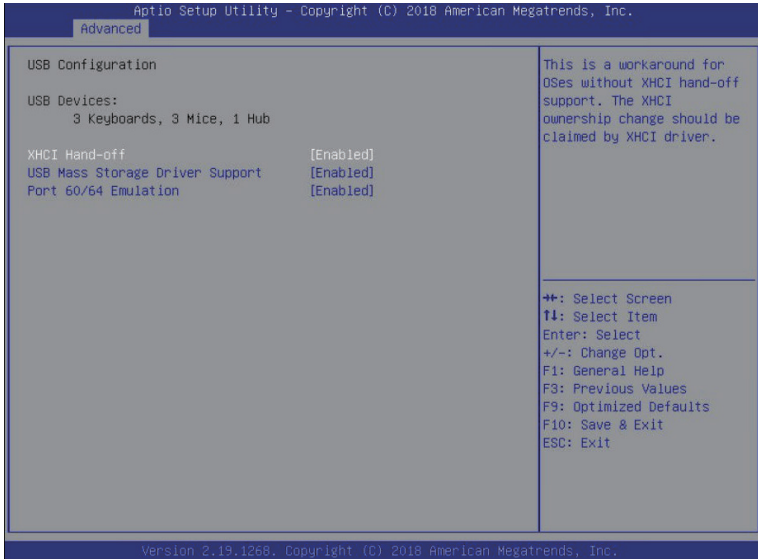 Aptio Setup Utility – Copyright (C) 2018 American Megatrends, Inc.
Advanced
USB Configuration
USB Devices:
3 Keyboards, 3 Mice, 1 Hub
XHCI Hand-off [Enabled]
USB Mass Storage Driver Support [Enabled]
Port 60/64 Emulation [Enabled]
This is a workaround for
OSes without XHCI hand-off
support. The XHCI
ownership change should be
claimed by XHCI driver.
→←: Select Screen
↑↓: Select Item
Enter: Select
+/-: Change Opt.
F1: General Help
F3: Previous Values
F9: Optimized Defaults
F10: Save & Exit
ESC: Exit
Version 2.19.1268. Copyright (C) 2018 American Megatrends, Inc.